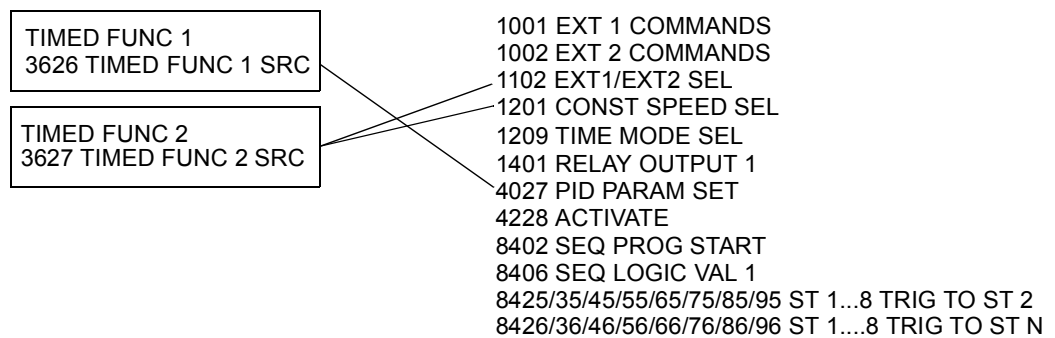 TIMED FUNC 1
3626 TIMED FUNC 1 SRC
TIMED FUNC 2
3627 TIMED FUNC 2 SRC
1001 EXT 1 COMMANDS
1002 EXT 2 COMMANDS
1102 EXT1/EXT2 SEL
1201 CONST SPEED SEL
1209 TIME MODE SEL
1401 RELAY OUTPUT 1
4027 PID PARAM SET
4228 ACTIVATE
8402 SEQ PROG START
8406 SEQ LOGIC VAL 1
8425/35/45/55/65/75/85/95 ST 1...8 TRIG TO ST 2
8426/36/46/56/66/76/86/96 ST 1....8 TRIG TO ST N